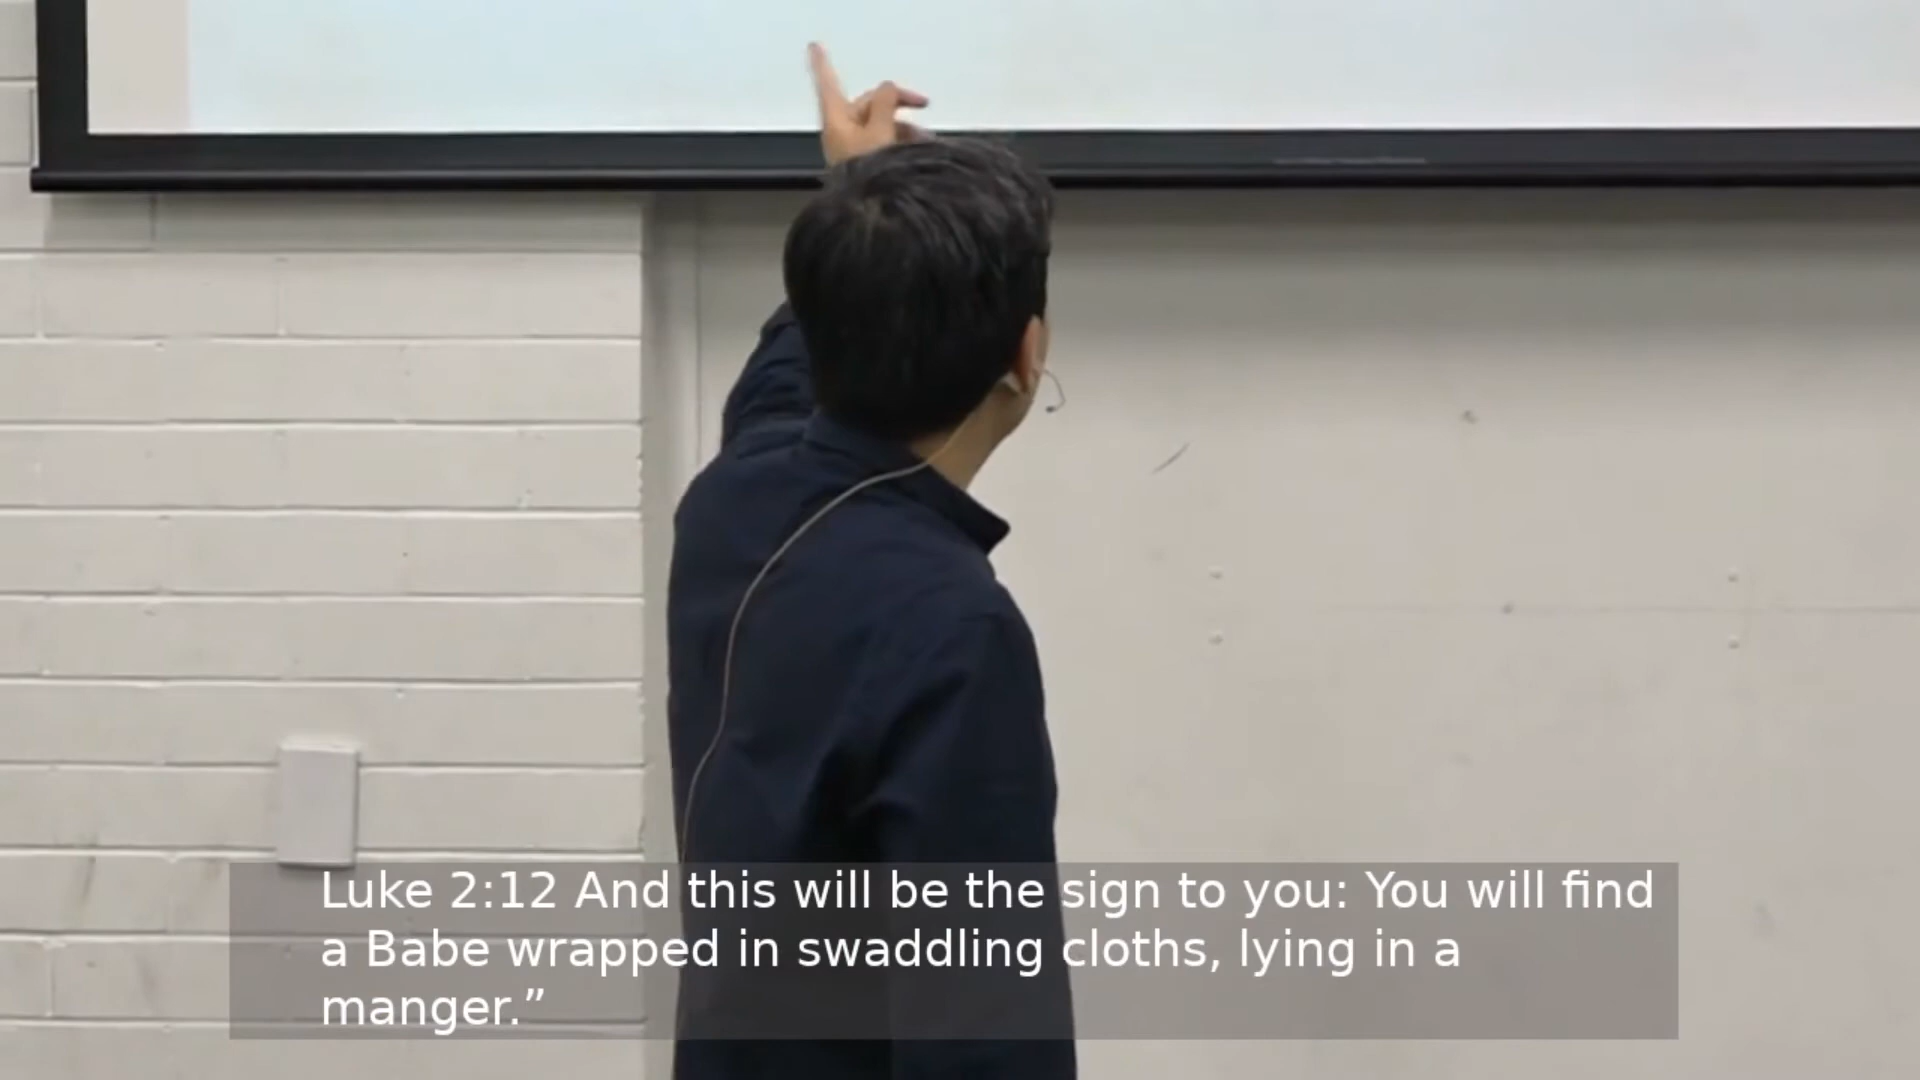 Luke 2:12 And this will be the sign to you: You will find
a Babe wrapped in swaddling cloths, lying in a
manger.”